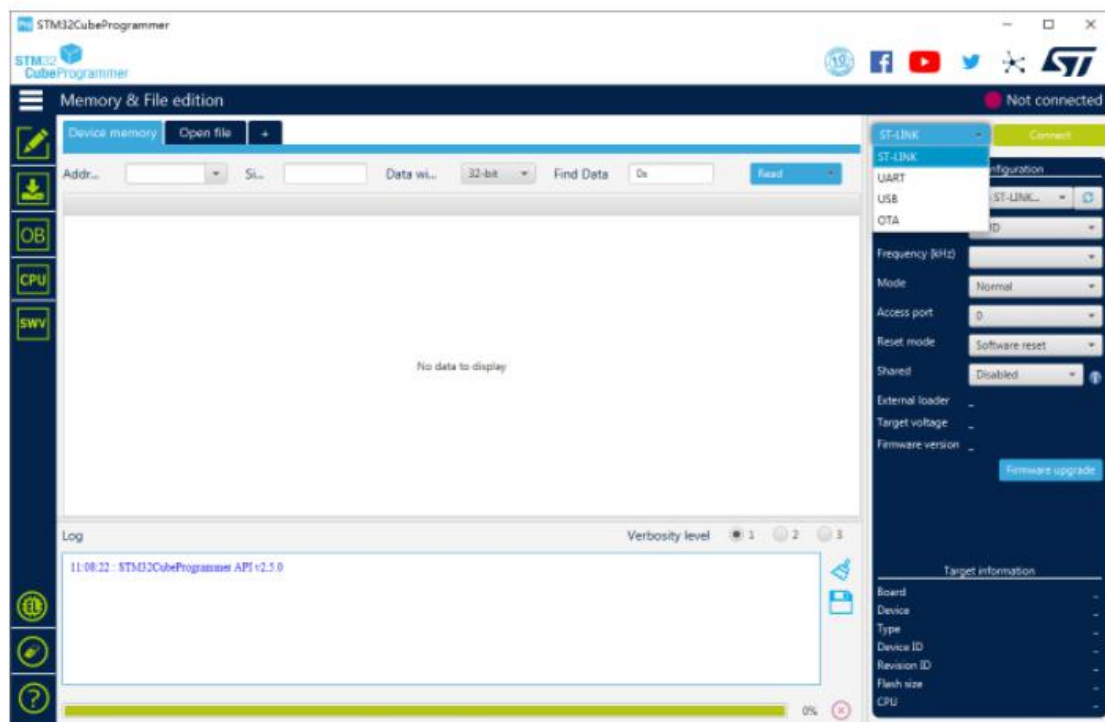 STM32CubeProgrammer
STM32
CubeProgrammer
Memory & File edition
Not connected
Device memory
Open file
+
ST-LINK
Connect
ST-LINK
UART
USB
OTA
nfiguration
ST-LINK...
Addr...
Si...
Data wi...
32-bit
Find Data
0x
Read
OB
CPU
SWV
Frequency (kHz)
Mode
Normal
Access port
0
Reset mode
Software reset
Shared
Disabled
External loader
-
Target voltage
-
Firmware version
-
Firmware upgrade
No data to display
Log
Verbosity level
1
2
3
11:08:22 : STM32CubeProgrammer API v2.5.0
Target information
Board
-
Device
-
Type
-
Device ID
-
Revision ID
-
Flash size
-
CPU
-
EL
?
0%